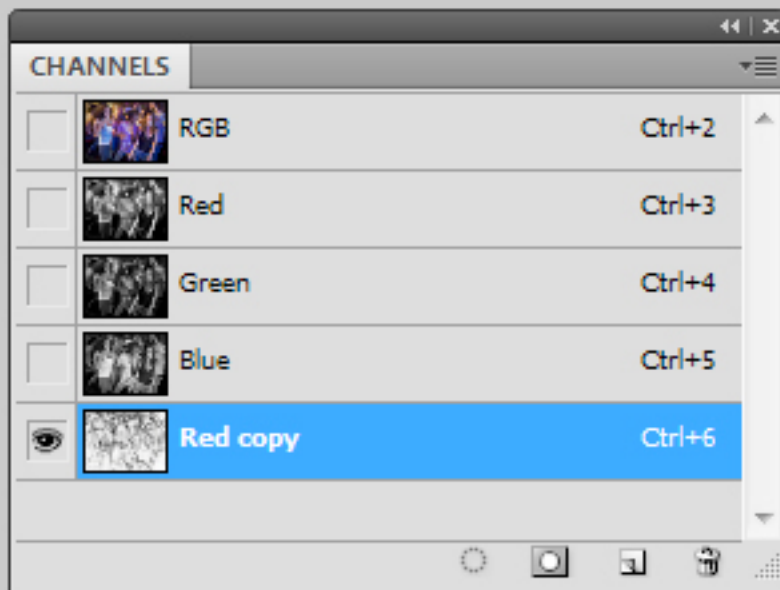 CHANNELS
RGB Ctrl+2
Red Ctrl+3
Green Ctrl+4
Blue Ctrl+5
Red copy Ctrl+6